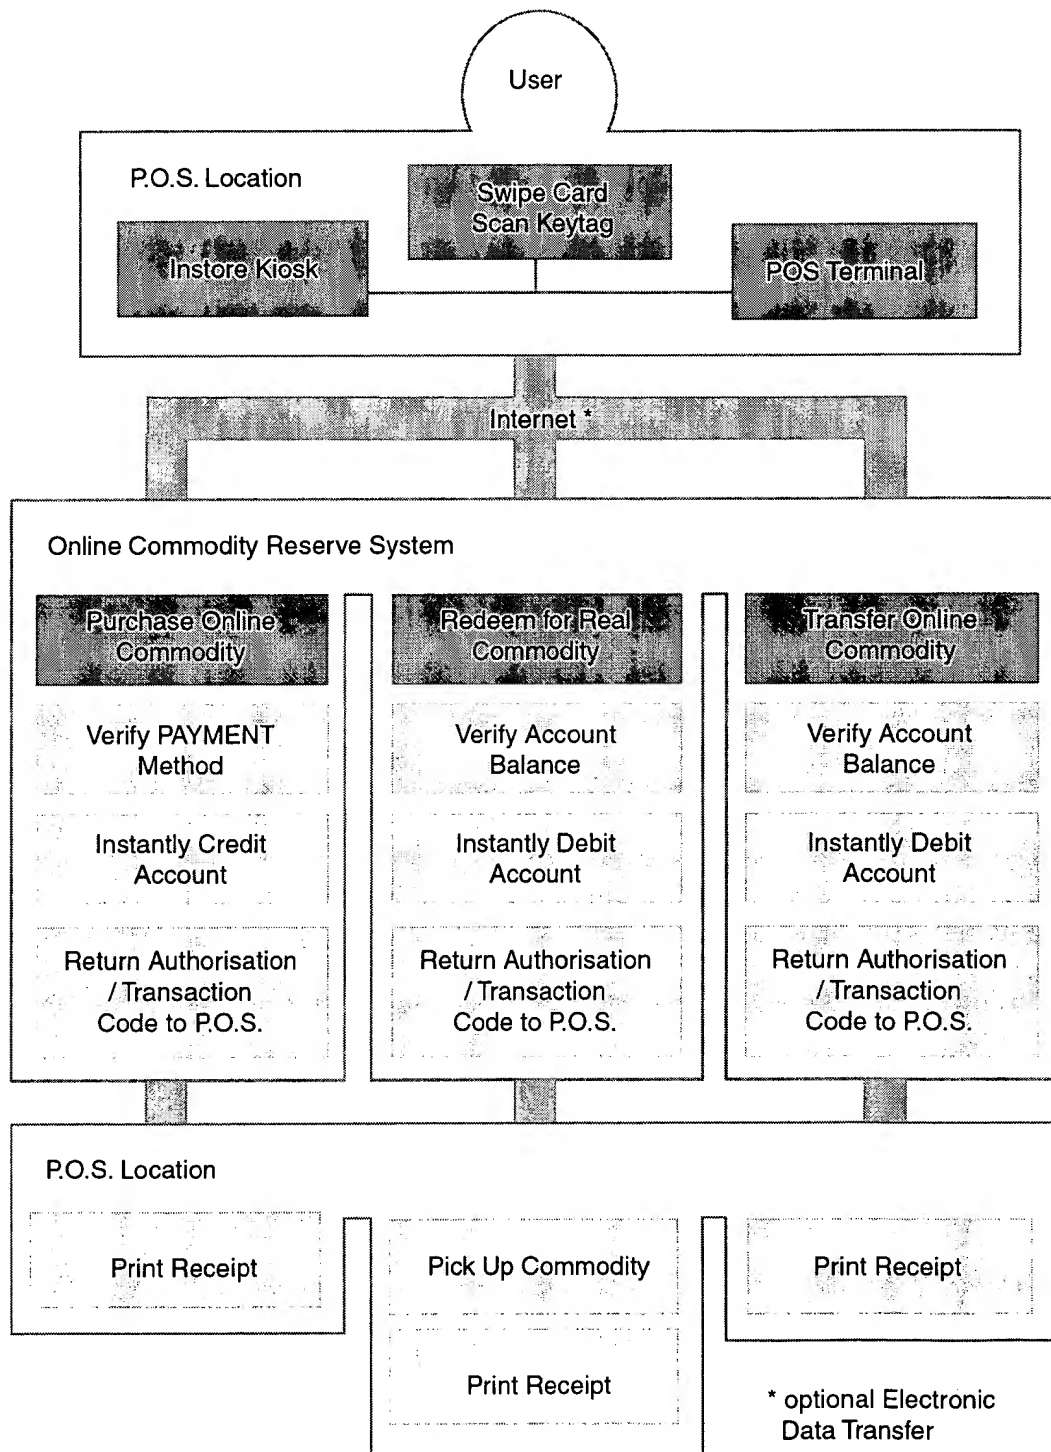 User
P.O.S. Location
Swipe Card
Scan Keytag
Instore Kiosk
POS Terminal
Internet *
Online Commodity Reserve System
Purchase Online
Commodity
Verify PAYMENT
Method
Instantly Credit
Account
Return Authorisation
/ Transaction
Code to P.O.S.
Redeem for Real
Commodity
Verify Account
Balance
Instantly Debit
Account
Return Authorisation
/ Transaction
Code to P.O.S.
Transfer Online
Commodity
Verify Account
Balance
Instantly Debit
Account
Return Authorisation
/ Transaction
Code to P.O.S.
P.O.S. Location
Print Receipt
Pick Up Commodity
Print Receipt
Print Receipt
* optional Electronic
Data Transfer